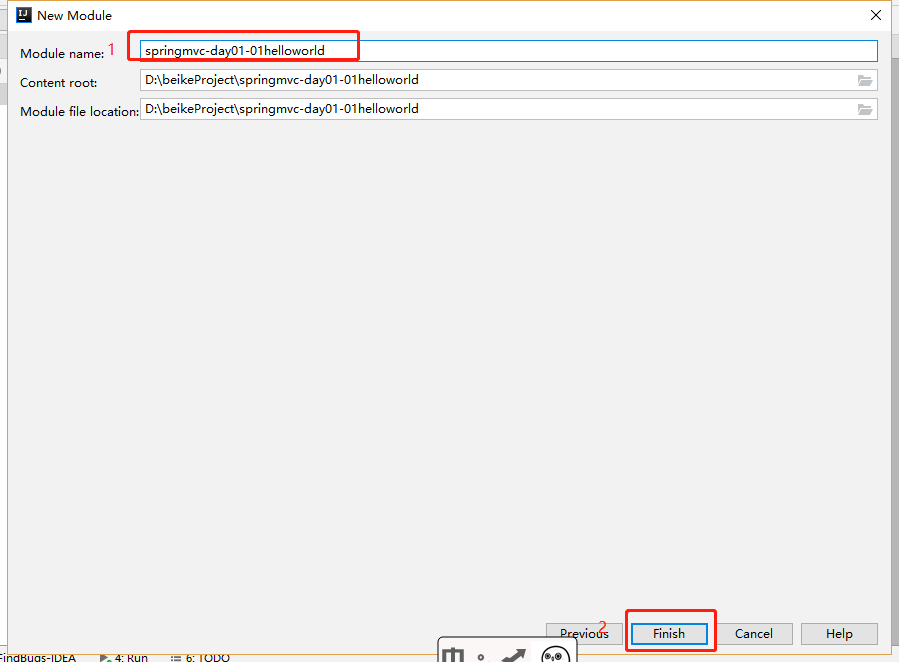 New Module
Module name: 1 springmvc-day01-01helloworld
Content root: D:\beikeProject\springmvc-day01-01helloworld
Module file location: D:\beikeProject\springmvc-day01-01helloworld
Previous 2 Finish Cancel Help
FindBugs-IDEA 4: Run 6: TODO